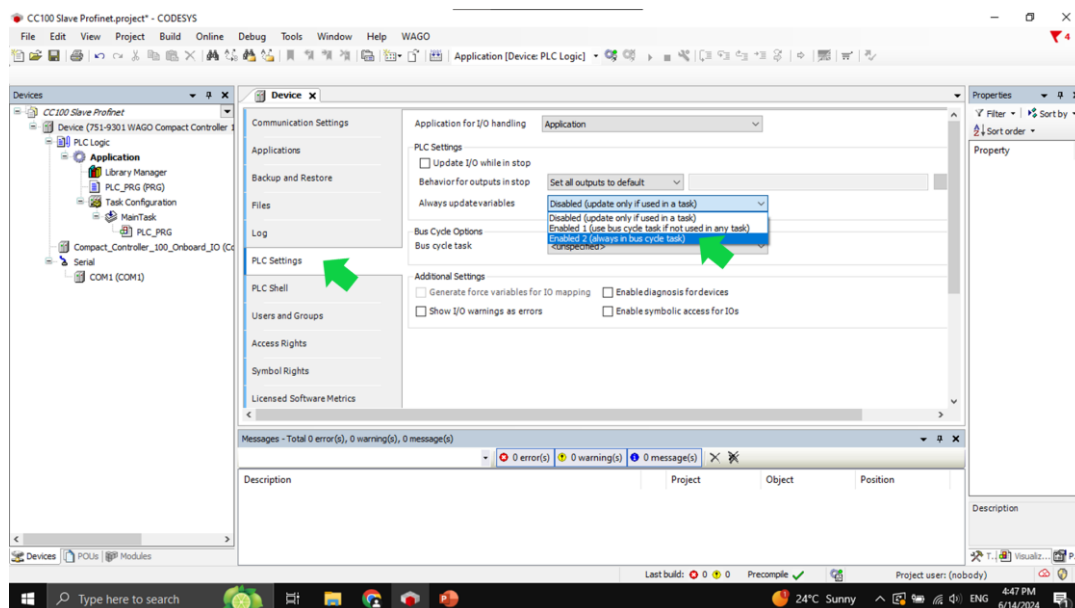 CC100 Slave Profinet.project* - CODESYS
File Edit View Project Build Online Debug Tools Window Help WAGO
4
Application [Device: PLC Logic]
Devices
CC100 Slave Profinet
Device (751-9301 WAGO Compact Controller 1
PLC Logic
Application
Library Manager
PLC_PRG (PRG)
Task Configuration
MainTask
PLC_PRG
Compact_Controller_100_Onboard_IO (Co
Serial
COM1 (COM1)
Devices POUs Modules
Device
Communication Settings
Applications
Backup and Restore
Files
Log
PLC Settings
PLC Shell
Users and Groups
Access Rights
Symbol Rights
Licensed Software Metrics
Application for I/O handling Application
PLC Settings
Update I/O while in stop
Behavior for outputs in stop Set all outputs to default
Always update variables Disabled (update only if used in a task)
Disabled (update only if used in a task)
Enabled 1 (use bus cycle task if not used in any task)
Enabled 2 (always in bus cycle task)
Bus Cycle Options
Bus cycle task <unspecified>
Additional Settings
Generate force variables for IO mapping Enable diagnosis for devices
Show I/O warnings as errors Enable symbolic access for IOs
Messages - Total 0 error(s), 0 warning(s), 0 message(s)
0 error(s) 0 warning(s) 0 message(s)
Description Project Object Position
Properties
Filter Sort by
Sort order
Property
Description
T... Visualiz... P
Last build: 0 0 Precompile Project user: (nobody)
Type here to search
24°C Sunny ENG 4:47 PM
6/14/2024